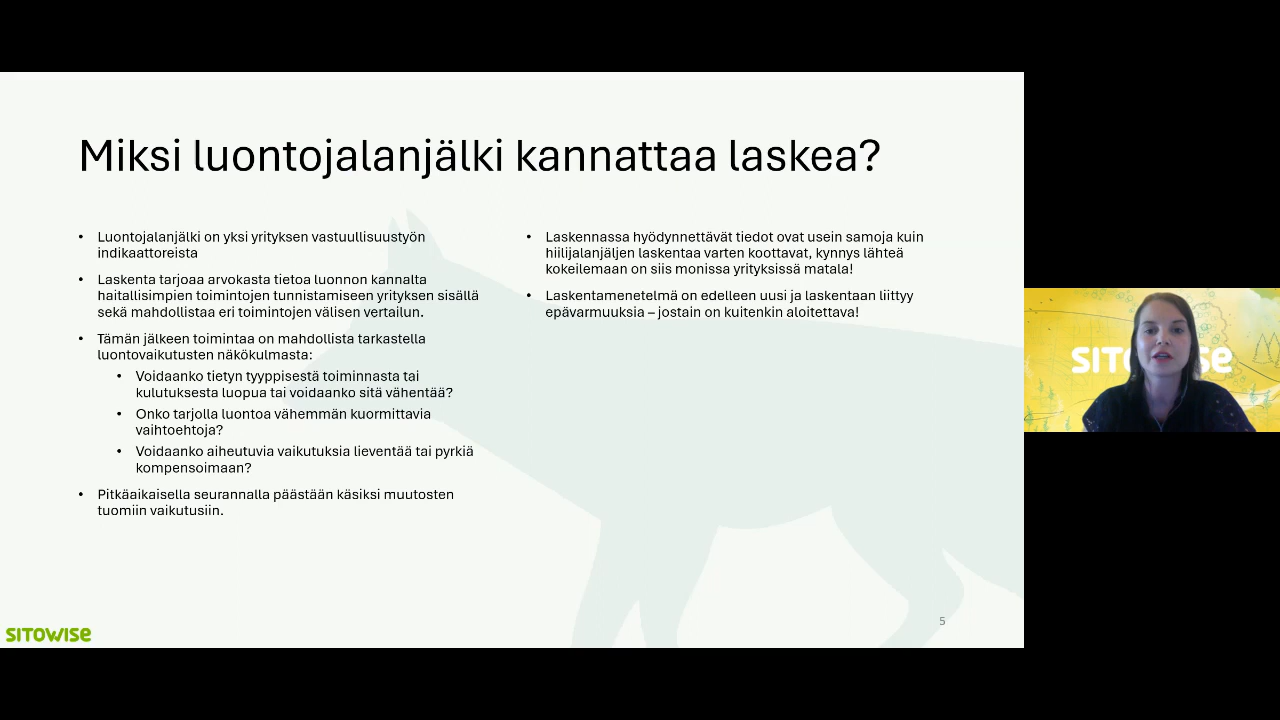 Miksi luontojalanjälki kannattaa laskea?
• Luontojalanjälki on yksi yrityksen vastuullisuustyön
indikaattoreista
• Laskenta tarjoaa arvokasta tietoa luonnon kannalta
haitallisimpien toimintojen tunnistamiseen yrityksen sisällä
sekä mahdollistaa eri toimintojen välisen vertailun.
• Tämän jälkeen toimintaa on mahdollista tarkastella
luontovaikutusten näkökulmasta:
• Voidaanko tietyn tyyppisestä toiminnasta tai
kulutuksesta luopua tai voidaanko sitä vähentää?
• Onko tarjolla luontoa vähemmän kuormittavia
vaihtoehtoja?
• Voidaanko aiheutuvia vaikutuksia lieventää tai pyrkiä
kompensoimaan?
• Pitkäaikaisella seurannalla päästään käsiksi muutosten
tuomiin vaikutusiin.
• Laskennassa hyödynnettävät tiedot ovat usein samoja kuin
hiilijalanjäljen laskentaa varten koottavat, kynnys lähteä
kokeilemaan on siis monissa yrityksissä matala!
• Laskentamenetelmä on edelleen uusi ja laskentaan liittyy
epävarmuuksia – jostain on kuitenkin aloitettava!
SITOWISE
5